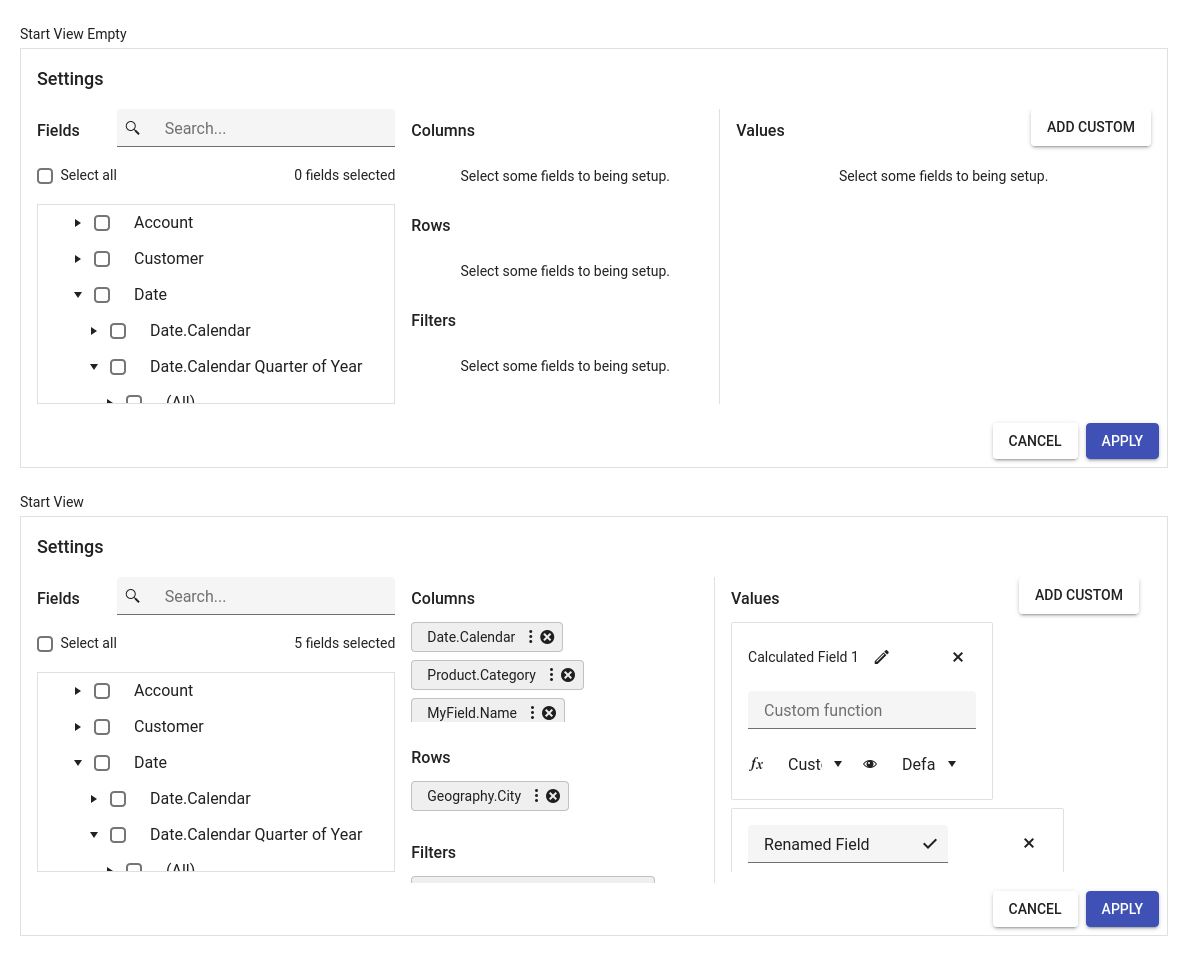 Start View Empty
Settings
Fields
Search...
Select all
0 fields selected
Account
Customer
Date
Date.Calendar
Date.Calendar Quarter of Year
(All)
Columns
Select some fields to being setup.
Rows
Select some fields to being setup.
Filters
Select some fields to being setup.
Values
ADD CUSTOM
Select some fields to being setup.
CANCEL
APPLY
Start View
Settings
Fields
Search...
Select all
5 fields selected
Account
Customer
Date
Date.Calendar
Date.Calendar Quarter of Year
(All)
Columns
Date.Calendar
Product.Category
MyField.Name
Rows
Geography.City
Filters
Values
ADD CUSTOM
Calculated Field 1
Custom function
fx Cust Defa
Renamed Field
CANCEL
APPLY